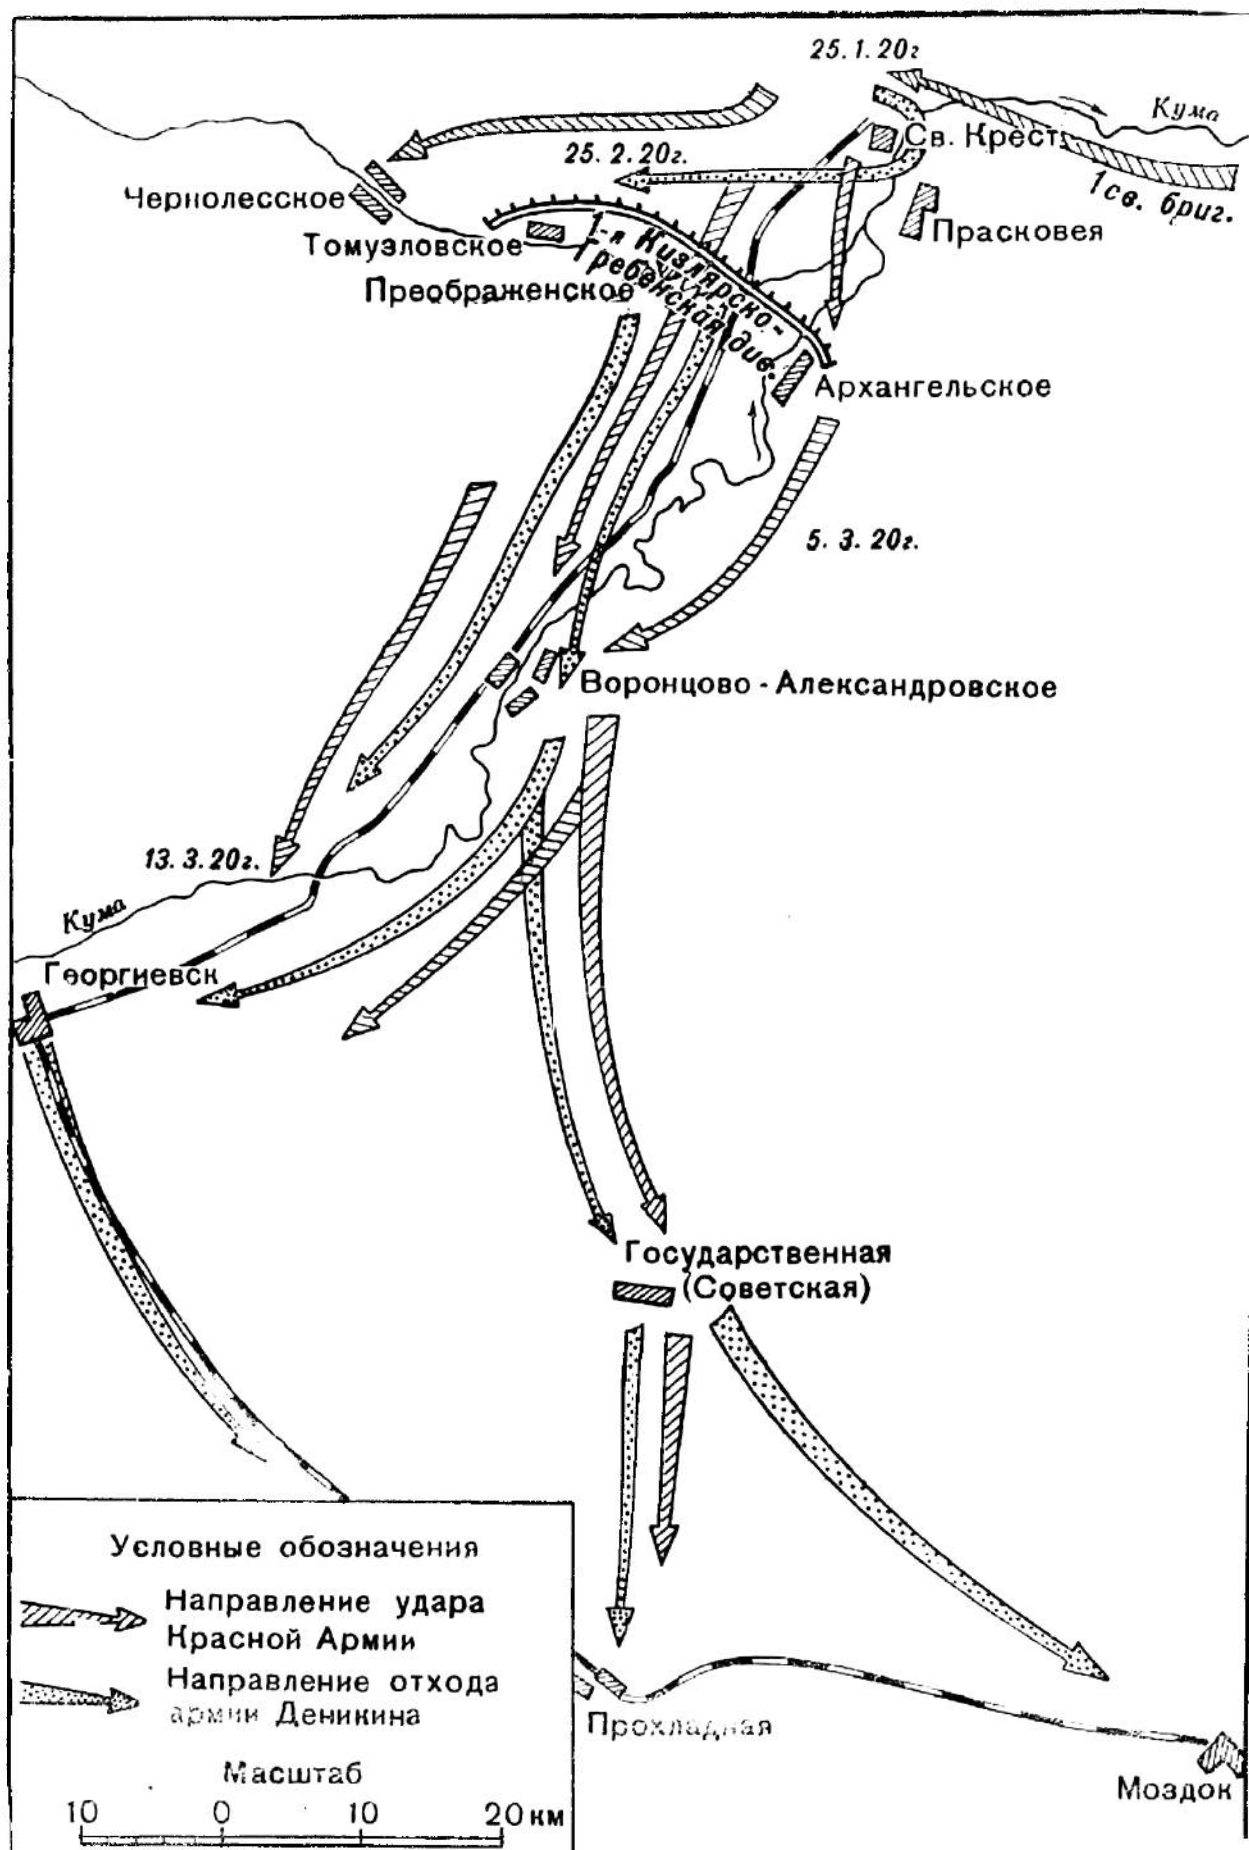 25.1.20г
Кума
Св. Крест
25.2.20г.
1 св. бриг.
Чернолесское
Прасковея
Томузловское
1-я Кизлярско-
Гребенская див.
Преображенское
Архангельское
5.3.20г.
Воронцово-Александровское
13.3.20г.
Кума
Георгиевск
Государственная
(Советская)
Условные обозначения
Направление удара
Красной Армии
Направление отхода
армии Деникина
Прохладная
Масштаб
Моздок
10 0 10 20 км